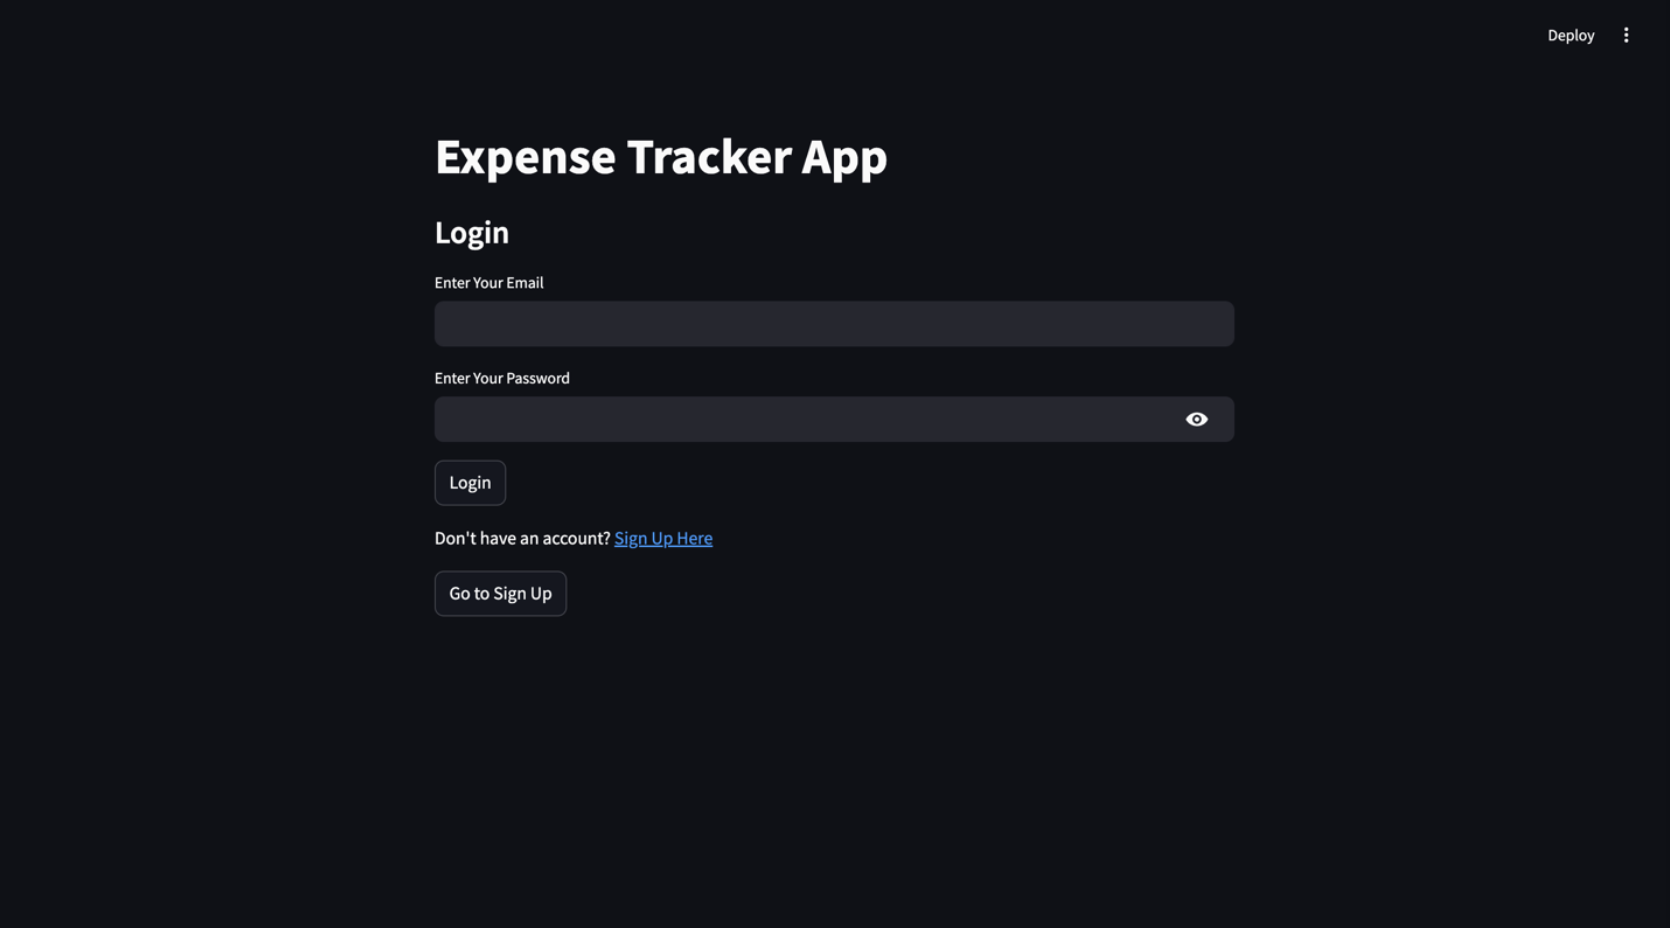 Deploy
Expense Tracker App
Login
Enter Your Email
Enter Your Password
Login
Don't have an account? Sign Up Here
Go to Sign Up